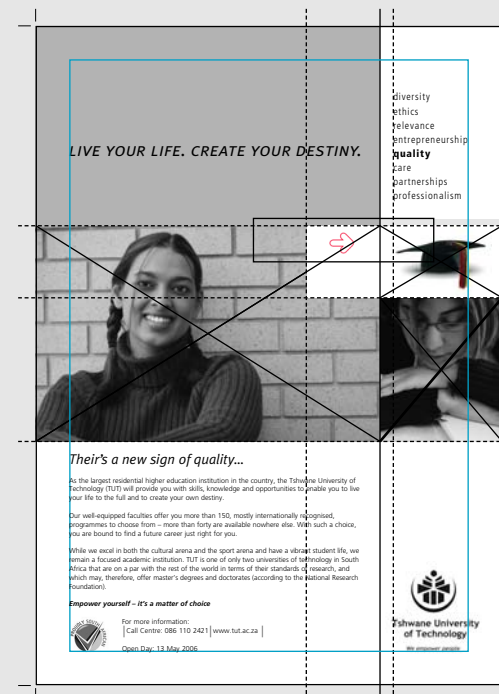 LIVE YOUR LIFE. CREATE YOUR DESTINY.
diversity
ethics
relevance
entrepreneurship
quality
care
partnerships
professionalism
Their's a new sign of quality...
As the largest residential higher education institution in the country, the Tshwane University of
Technology (TUT) will provide you with skills, knowledge and opportunities to enable you to live
your life to the full and to create your own destiny.
Our well-equipped faculties offer you more than 150, mostly internationally recognised,
programmes to choose from – more than forty are available nowhere else. With such a choice,
you are bound to find a future career just right for you.
While we excel in both the cultural arena and the sport arena and have a vibrant student life, we
remain a focused academic institution. TUT is one of only two universities of technology in South
Africa that are on a par with the rest of the world in terms of their standards of research, and
which may, therefore, offer master's degrees and doctorates (according to the National Research
Foundation).
Empower yourself – it's a matter of choice
PROUDLY SOUTH AFRICAN
For more information:
Call Centre: 086 110 2421 | www.tut.ac.za
Open Day: 13 May 2006
Tshwane University
of Technology
We empower people